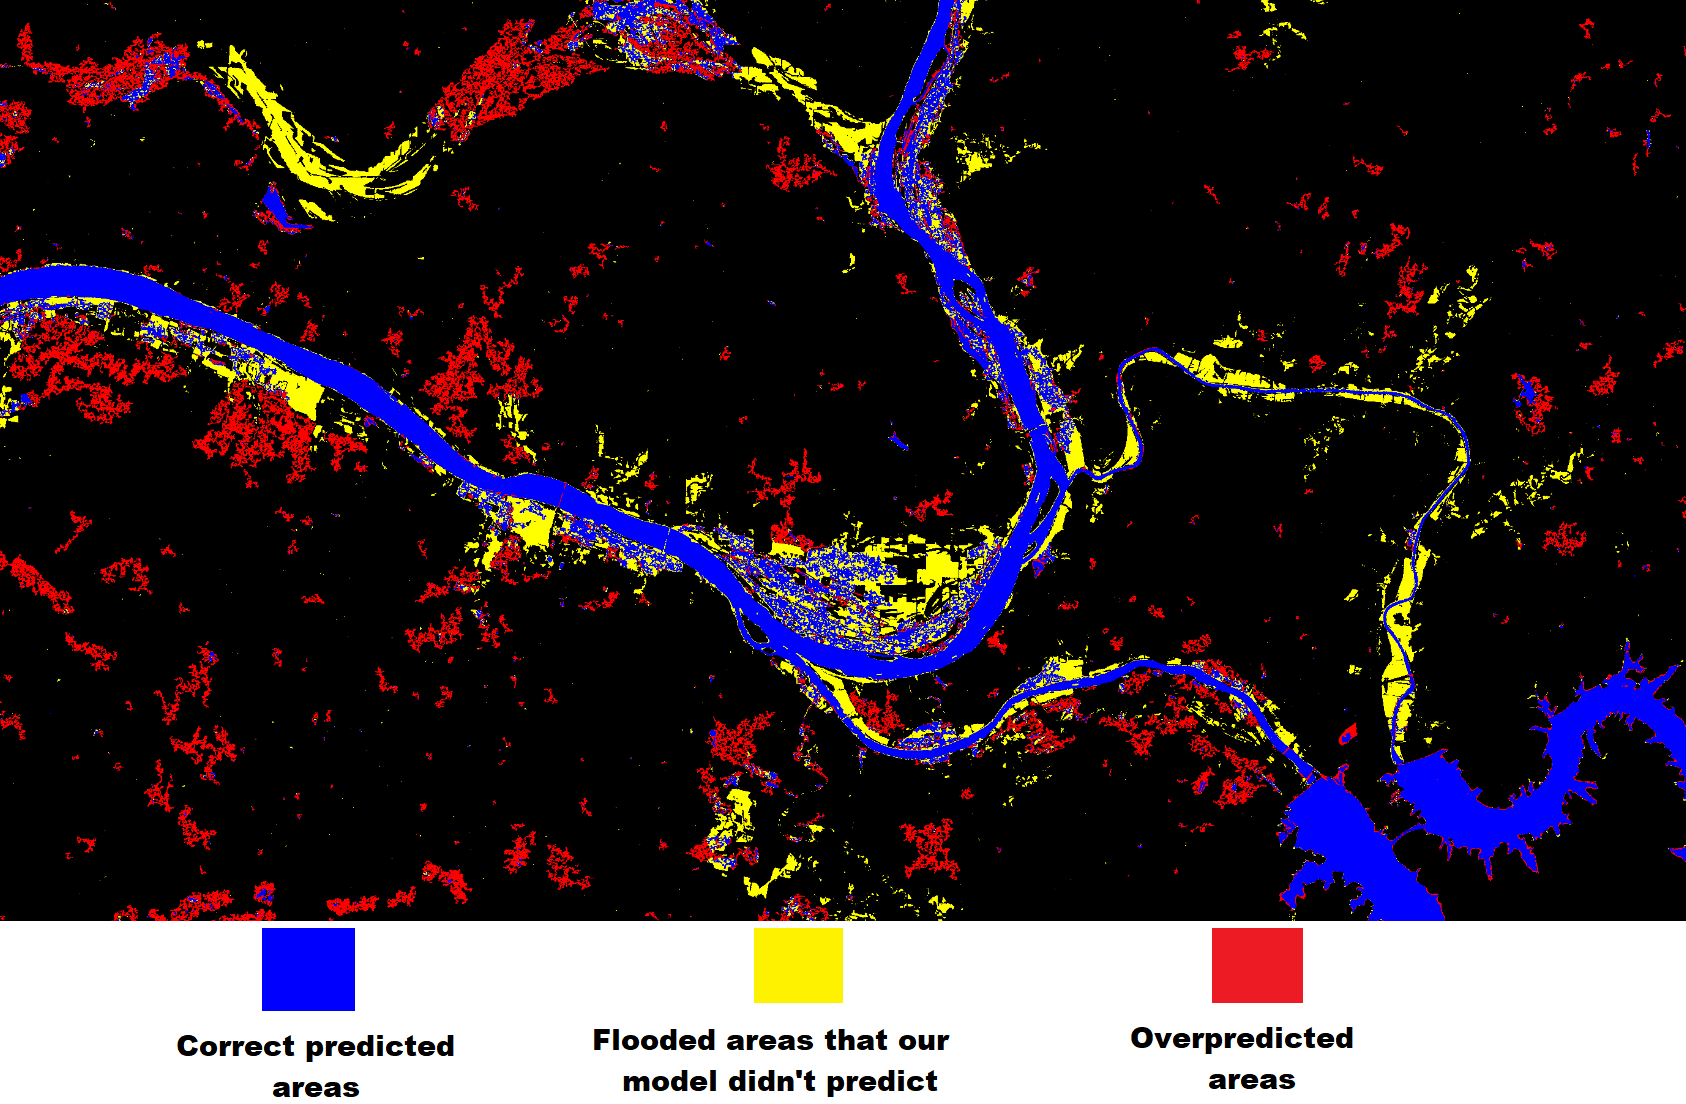 Correct predicted
areas
Flooded areas that our
model didn't predict
Overpredicted
areas